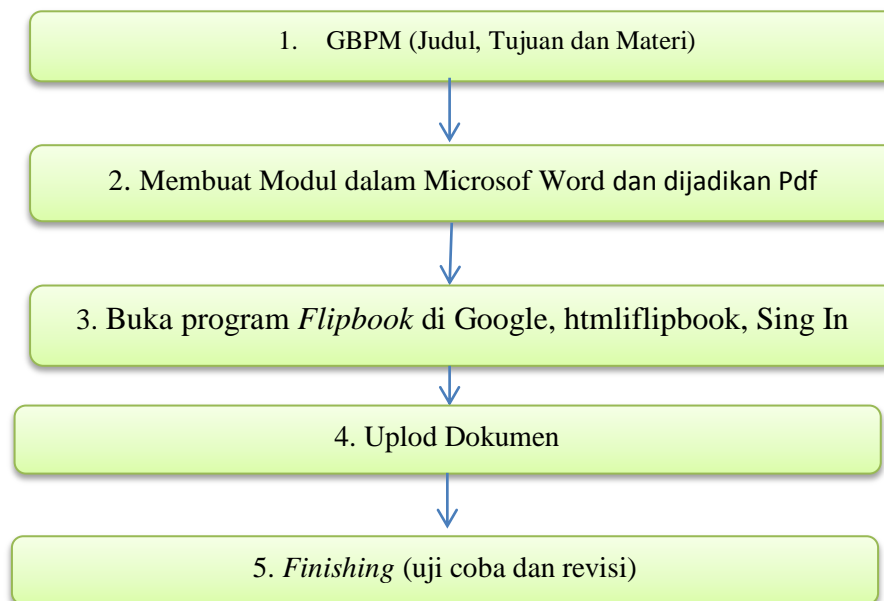 1. GBPM (Judul, Tujuan dan Materi)
2. Membuat Modul dalam Microsof Word dan dijadikan Pdf
3. Buka program Flipbook di Google, htmliflipbook, Sing In
4. Uplod Dokumen
5. Finishing (uji coba dan revisi)